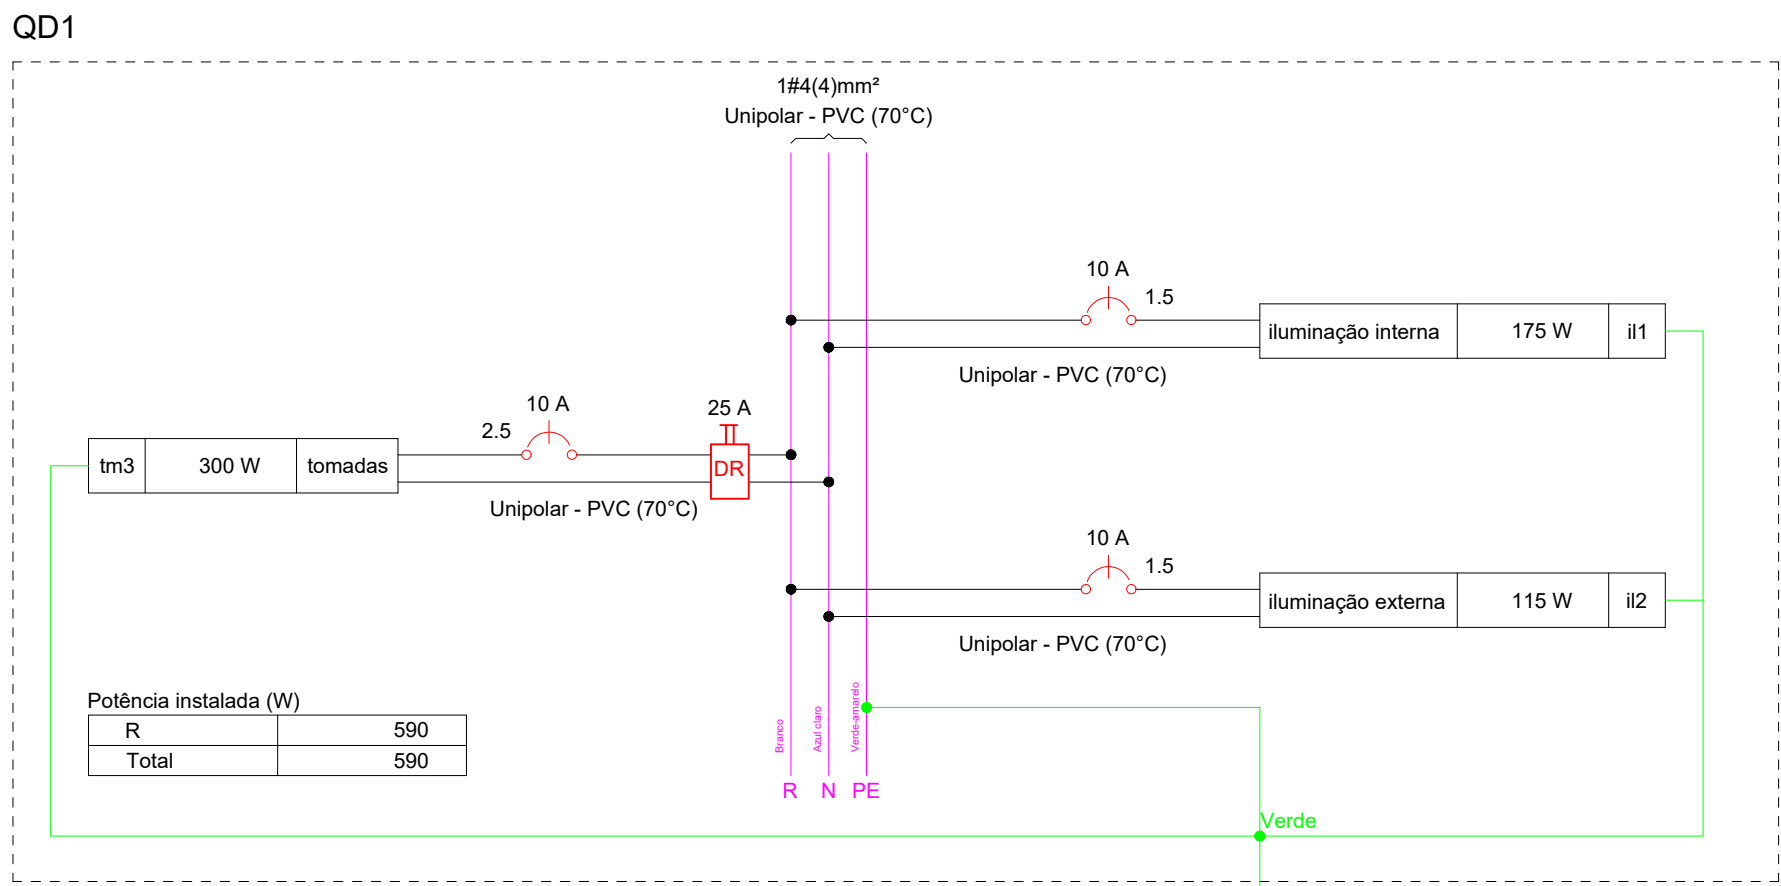 QD1
1#4(4)mm²
Unipolar - PVC (70°C)
10 A
1.5
iluminação interna 175 W il1
Unipolar - PVC (70°C)
10 A
25 A
2.5
tm3 300 W tomadas
DR
Unipolar - PVC (70°C)
10 A
1.5
iluminação externa 115 W il2
Unipolar - PVC (70°C)
Potência instalada (W)
R 590
Total 590
Branco
Azul claro
Verde-amarelo
R N PE
Verde